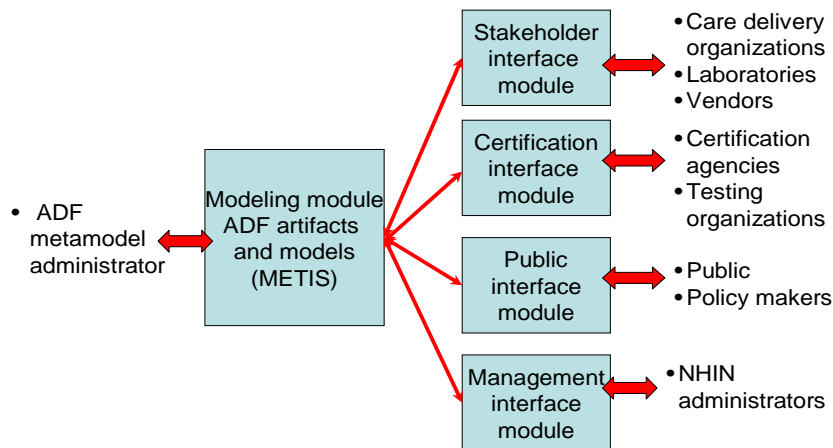 • ADF
metamodel
administrator
Modeling module
ADF artifacts
and models
(METIS)
Stakeholder
interface
module
• Care delivery
organizations
• Laboratories
• Vendors
Certification
interface
module
• Certification
agencies
• Testing
organizations
Public
interface
module
• Public
• Policy makers
Management
interface
module
• NHIN
administrators